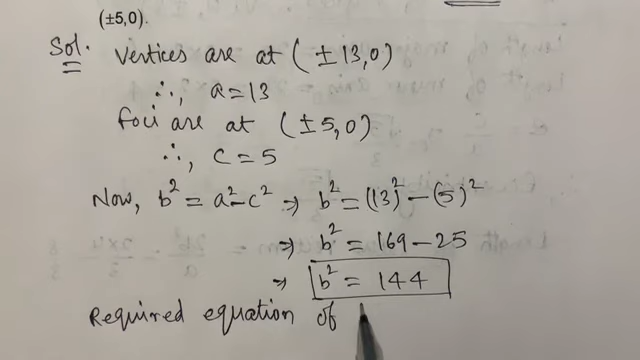 (±5,0).
Sol. Vertices are at (±13,0)
∴, a=13
foci are at (±5,0)
∴, c=5
Now, b² = a²-c² ⇒ b² = (13)² - (5)²
⇒ b² = 169-25
⇒ b² = 144
Required equation of